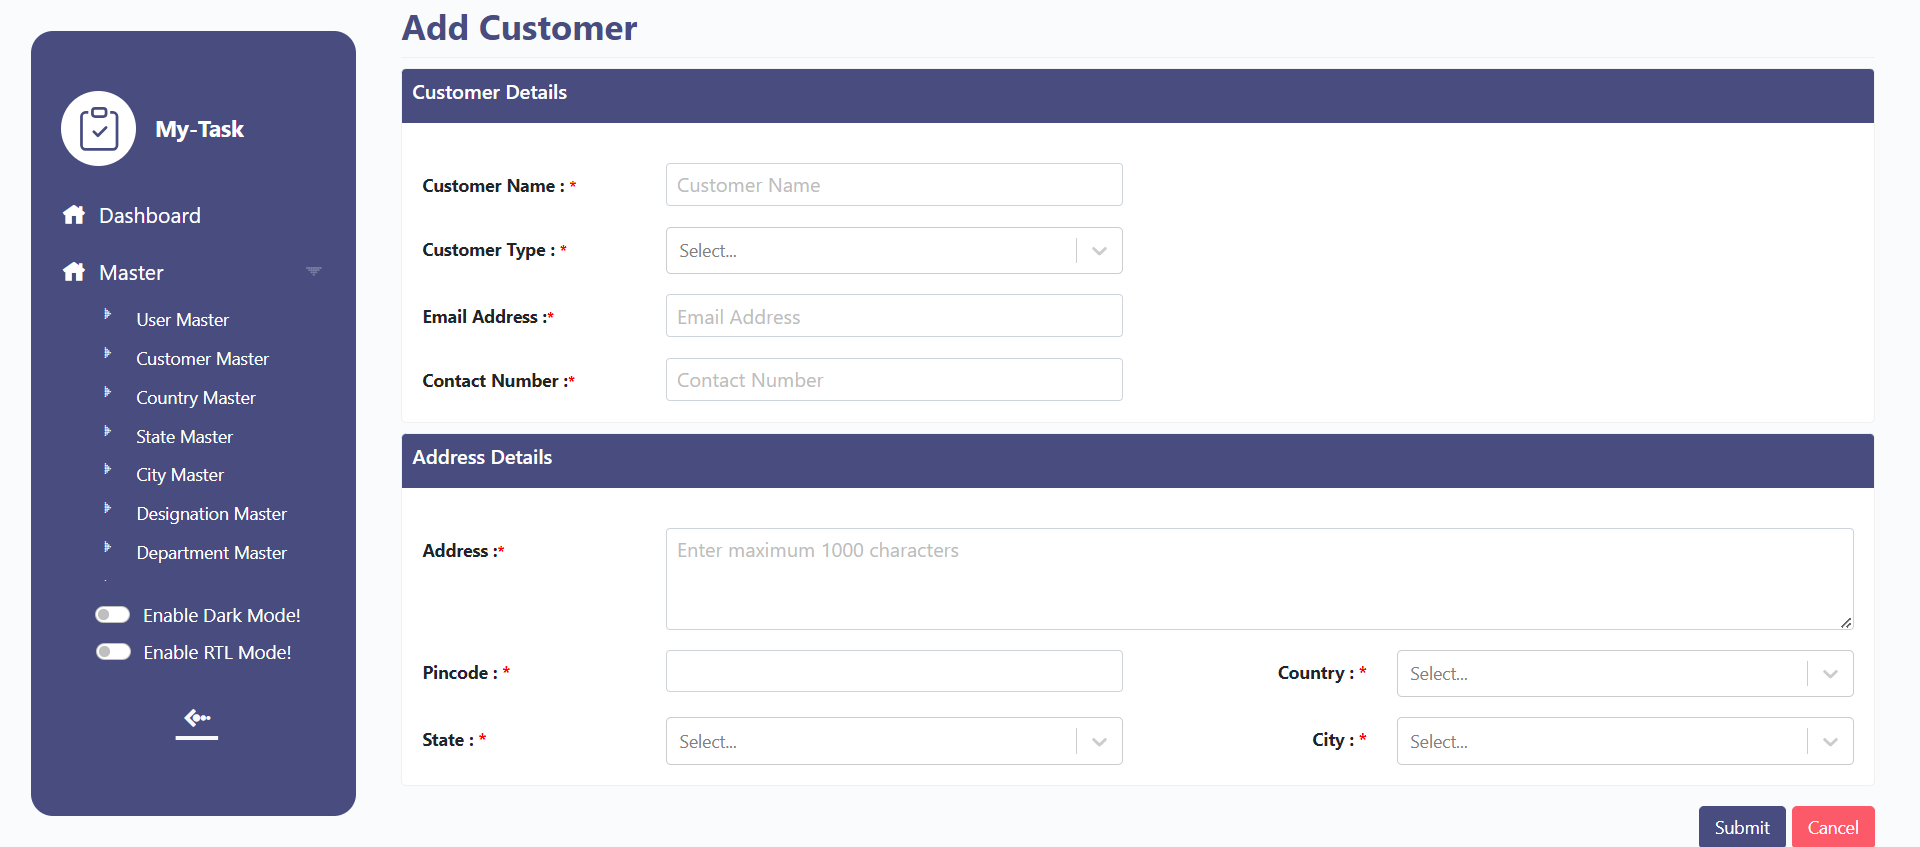 My-Task
Dashboard
Master
User Master
Customer Master
Country Master
State Master
City Master
Designation Master
Department Master
Enable Dark Mode!
Enable RTL Mode!
Add Customer
Customer Details
Customer Name : * Customer Name
Customer Type : * Select...
Email Address :* Email Address
Contact Number :* Contact Number
Address Details
Address :* Enter maximum 1000 characters
Pincode : * Country : * Select...
State : * Select... City : * Select...
Submit Cancel